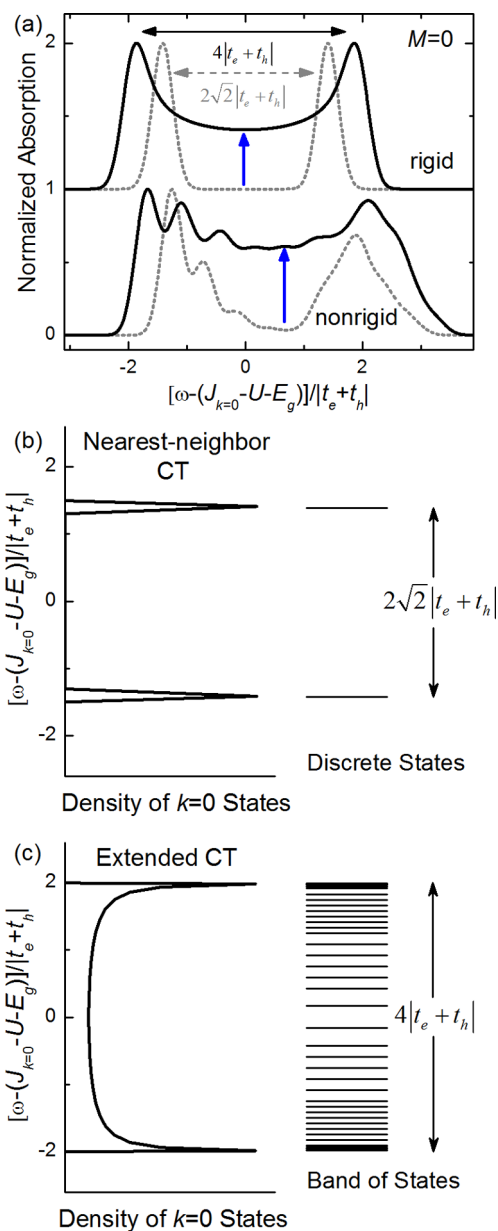 (a)
M=0
4|t_e + t_h|
2√2|t_e + t_h|
rigid
nonrigid
Normalized Absorption
2
1
1
0
-2
0
2
[ω-(J_{k=0}-U-E_g)]/|t_e+t_h|
(b)
Nearest-neighbor
CT
[ω-(J_{k=0}-U-E_g)]/|t_e+t_h|
2
0
-2
2√2|t_e + t_h|
Discrete States
Density of k=0 States
(c)
Extended CT
[ω-(J_{k=0}-U-E_g)]/|t_e+t_h|
2
0
-2
4|t_e + t_h|
Band of States
Density of k=0 States